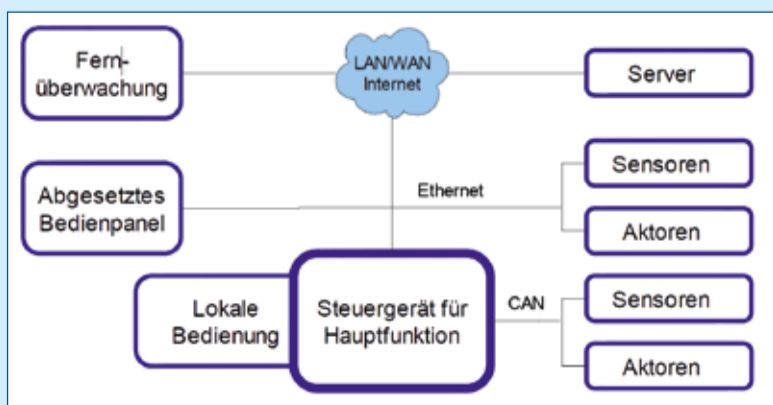 Fern-
überwachung
LAN/WAN
Internet
Server
Abgesetztes
Bedienpanel
Ethernet
Sensoren
Aktoren
Lokale
Bedienung
Steuergerät für
Hauptfunktion
CAN
Sensoren
Aktoren